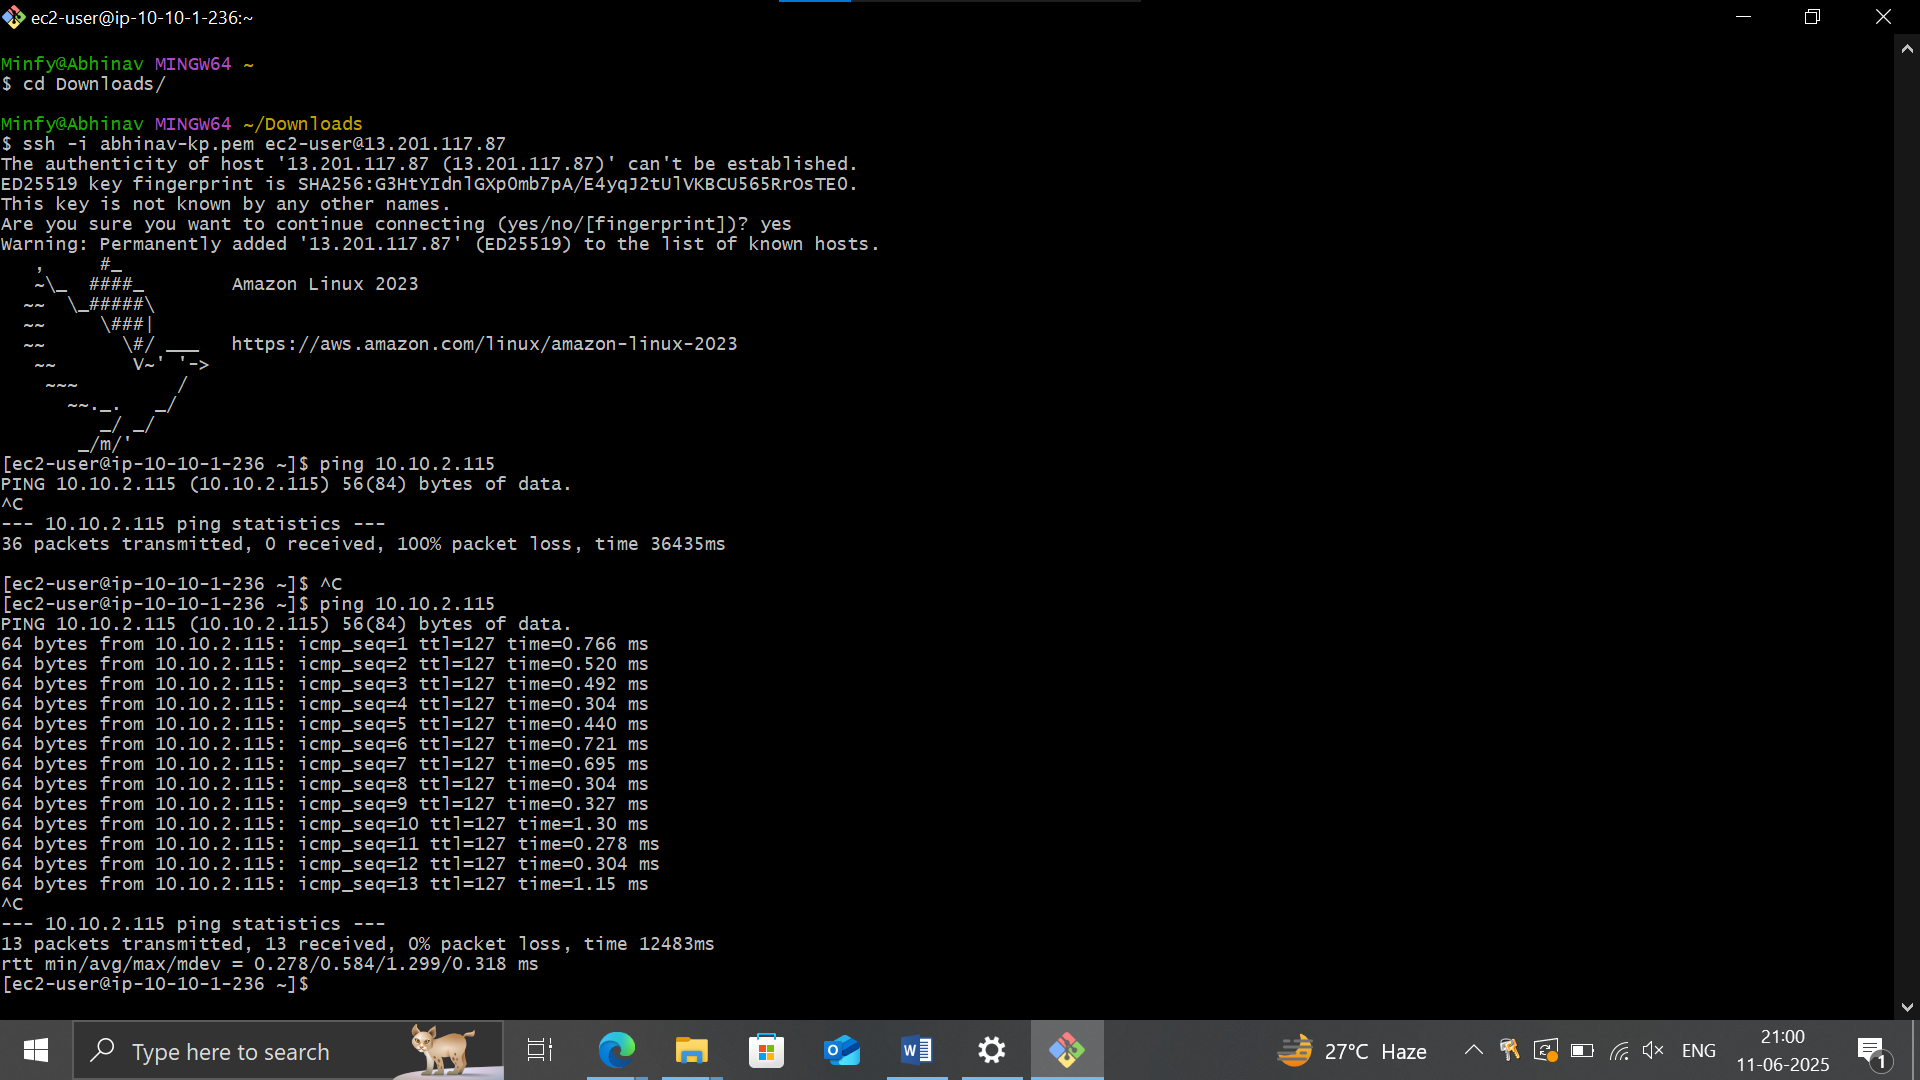 ec2-user@ip-10-10-1-236:~
Minfy@Abhinav MINGW64 ~
$ cd Downloads/
Minfy@Abhinav MINGW64 ~/Downloads
$ ssh -i abhinav-kp.pem ec2-user@13.201.117.87
The authenticity of host '13.201.117.87 (13.201.117.87)' can't be established.
ED25519 key fingerprint is SHA256:G3HtYIdnlGXpOmb7pA/E4yqJ2tUlVKBCU565RrOsTE0.
This key is not known by any other names.
Are you sure you want to continue connecting (yes/no/[fingerprint])? yes
Warning: Permanently added '13.201.117.87' (ED25519) to the list of known hosts.
   ,     #_
   ~\_  ####_        Amazon Linux 2023
  ~~  \_#####\
  ~~     \###|
  ~~       \#/ ___   https://aws.amazon.com/linux/amazon-linux-2023
   ~~       V~' '->
    ~~~         /
      ~~._.   _/
         _/ _/
       _/m/'
[ec2-user@ip-10-10-1-236 ~]$ ping 10.10.2.115
PING 10.10.2.115 (10.10.2.115) 56(84) bytes of data.
^C
--- 10.10.2.115 ping statistics ---
36 packets transmitted, 0 received, 100% packet loss, time 36435ms
[ec2-user@ip-10-10-1-236 ~]$ ^C
[ec2-user@ip-10-10-1-236 ~]$ ping 10.10.2.115
PING 10.10.2.115 (10.10.2.115) 56(84) bytes of data.
64 bytes from 10.10.2.115: icmp_seq=1 ttl=127 time=0.766 ms
64 bytes from 10.10.2.115: icmp_seq=2 ttl=127 time=0.520 ms
64 bytes from 10.10.2.115: icmp_seq=3 ttl=127 time=0.492 ms
64 bytes from 10.10.2.115: icmp_seq=4 ttl=127 time=0.304 ms
64 bytes from 10.10.2.115: icmp_seq=5 ttl=127 time=0.440 ms
64 bytes from 10.10.2.115: icmp_seq=6 ttl=127 time=0.721 ms
64 bytes from 10.10.2.115: icmp_seq=7 ttl=127 time=0.695 ms
64 bytes from 10.10.2.115: icmp_seq=8 ttl=127 time=0.304 ms
64 bytes from 10.10.2.115: icmp_seq=9 ttl=127 time=0.327 ms
64 bytes from 10.10.2.115: icmp_seq=10 ttl=127 time=1.30 ms
64 bytes from 10.10.2.115: icmp_seq=11 ttl=127 time=0.278 ms
64 bytes from 10.10.2.115: icmp_seq=12 ttl=127 time=0.304 ms
64 bytes from 10.10.2.115: icmp_seq=13 ttl=127 time=1.15 ms
^C
--- 10.10.2.115 ping statistics ---
13 packets transmitted, 13 received, 0% packet loss, time 12483ms
rtt min/avg/max/mdev = 0.278/0.584/1.299/0.318 ms
[ec2-user@ip-10-10-1-236 ~]$
Type here to search
27°C Haze
ENG
21:00
11-06-2025
1